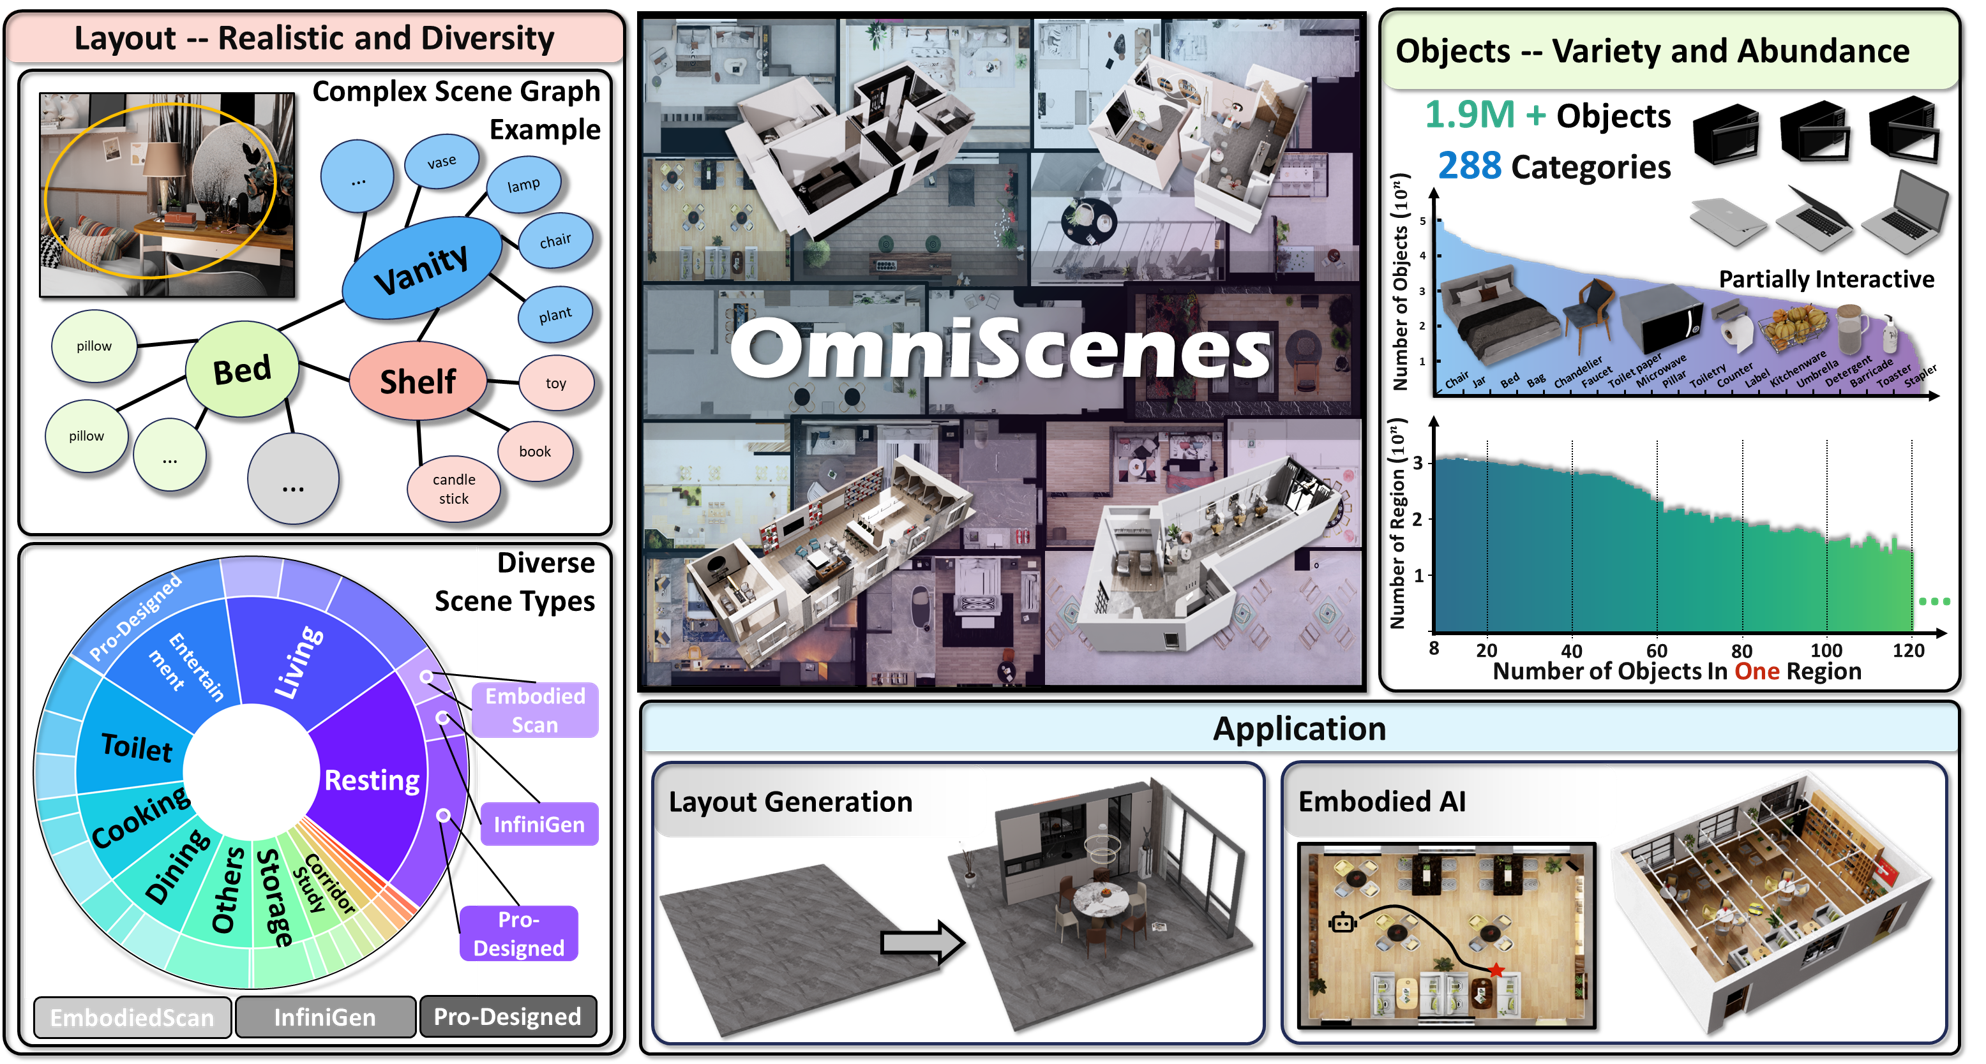 Layout -- Realistic and Diversity
Complex Scene Graph
Example
...
vase
lamp
chair
plant
Vanity
Bed
Shelf
pillow
pillow
...
...
toy
book
candle
stick
Diverse
Scene Types
Pro-Designed
Entertain
ment
Living
Resting
Toilet
Cooking
Dining
Others
Storage
Study
Corridor
Embodied
Scan
InfiniGen
Pro-
Designed
EmbodiedScan
InfiniGen
Pro-Designed
OmniScenes
Objects -- Variety and Abundance
1.9M + Objects
288 Categories
Partially Interactive
Number of Objects (10ⁿ)
5
4
3
2
1
Chair
Jar
Bed
Bag
Chandelier
Faucet
Toilet paper
Microwave
Pillar
Toiletry
Counter
Label
Kitchenware
Umbrella
Detergent
Barricade
Toaster
Stapler
Number of Region (10ⁿ)
3
2
1
8 20 40 60 80 100 120
Number of Objects In One Region
Application
Layout Generation
Embodied AI